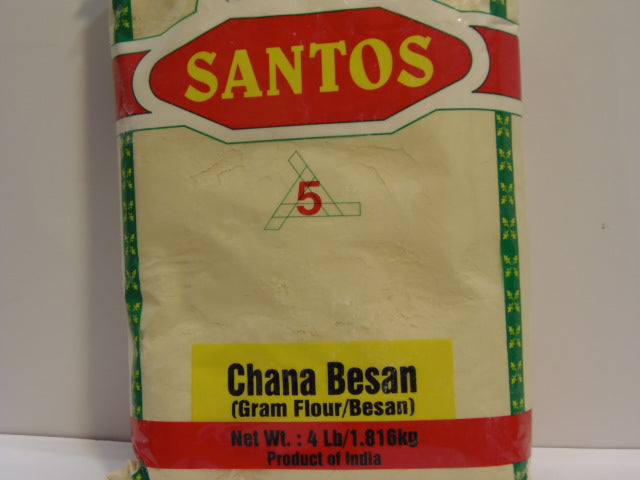 SANTOS
5
Chana Besan
(Gram Flour/Besan)
Net Wt. : 4 Lb/1.816kg
Product of India